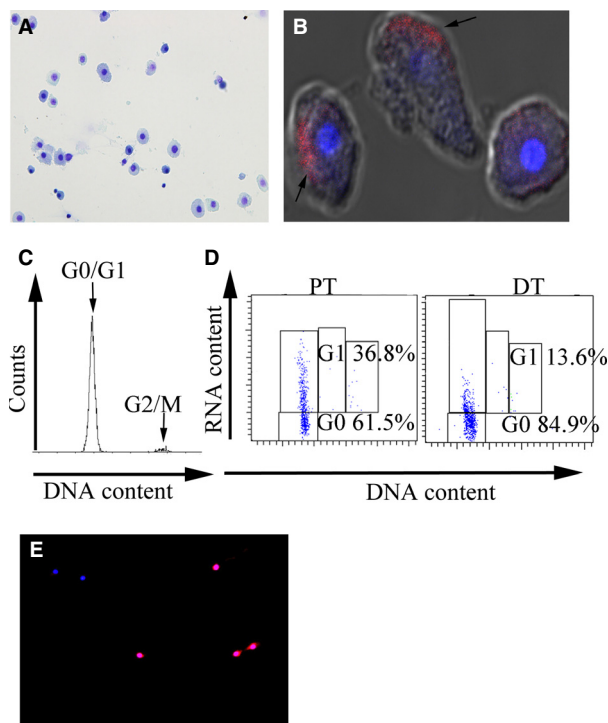 A
B
C
G0/G1
G2/M
Counts
DNA content
D
PT
DT
RNA content
G1 36.8%
G0 61.5%
G1 13.6%
G0 84.9%
DNA content
E